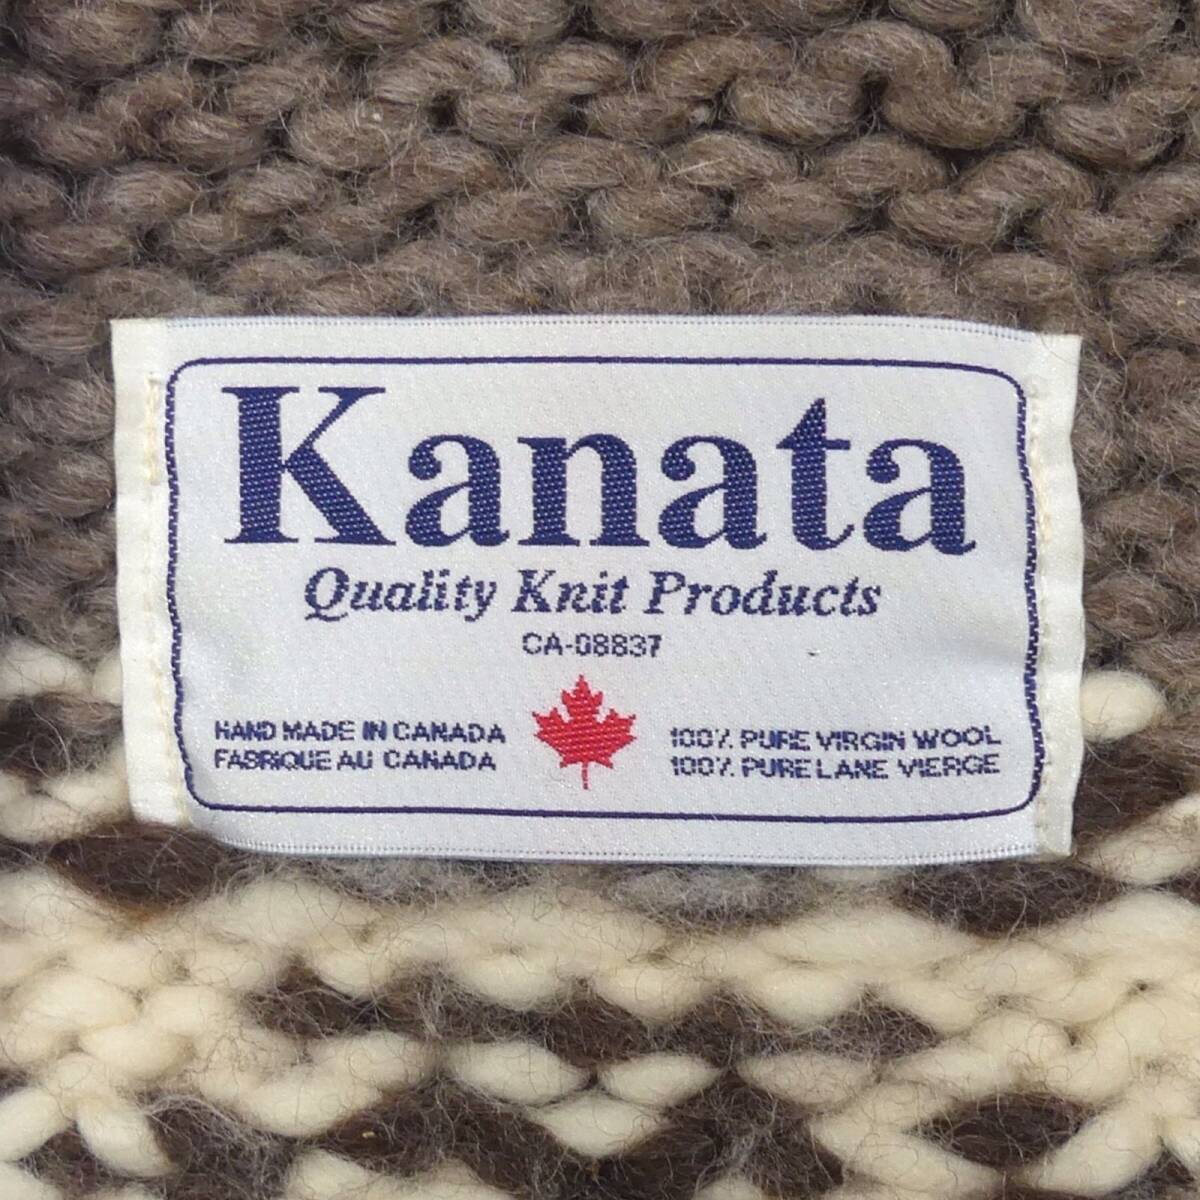 Kanata
Quality Knit Products
CA-08837
HAND MADE IN CANADA
FABRIQUE AU CANADA
100% PURE VIRGIN WOOL
100% PURE LANE VIERGE